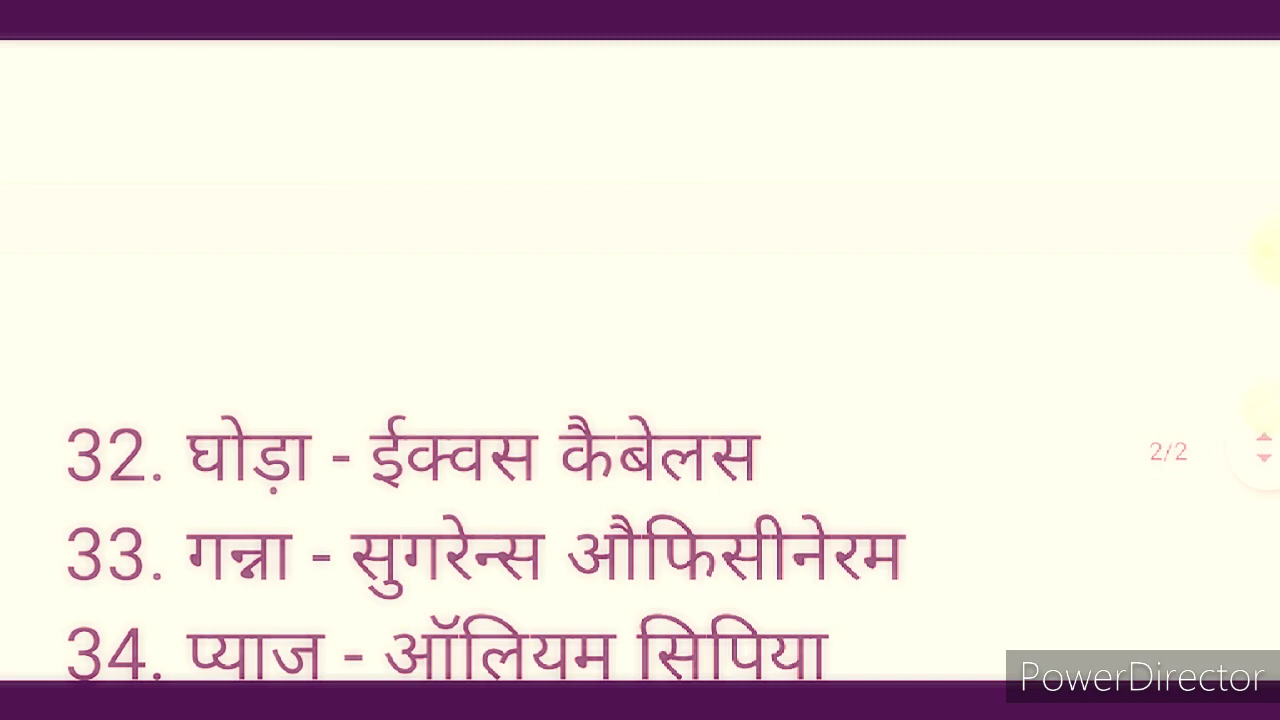 32. घोड़ा - ईक्वस कैबेलस
2/2
33. गन्ना - सुगरेन्स औफिसीनेरम
34. प्याज - ऑलियम सिपिया
PowerDirector